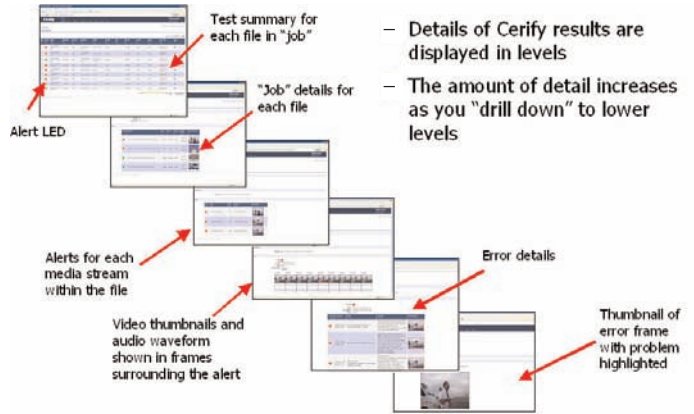 Test summary for
each file in "job"
– Details of Cerify results are
displayed in levels
– The amount of detail increases
as you "drill down" to lower
levels
"Job" details for
each file
Alert LED
Alerts for each
media stream
within the file
Error details
Video thumbnails and
audio waveform
shown in frames
surrounding the alert
Thumbnail of
error frame
with problem
highlighted